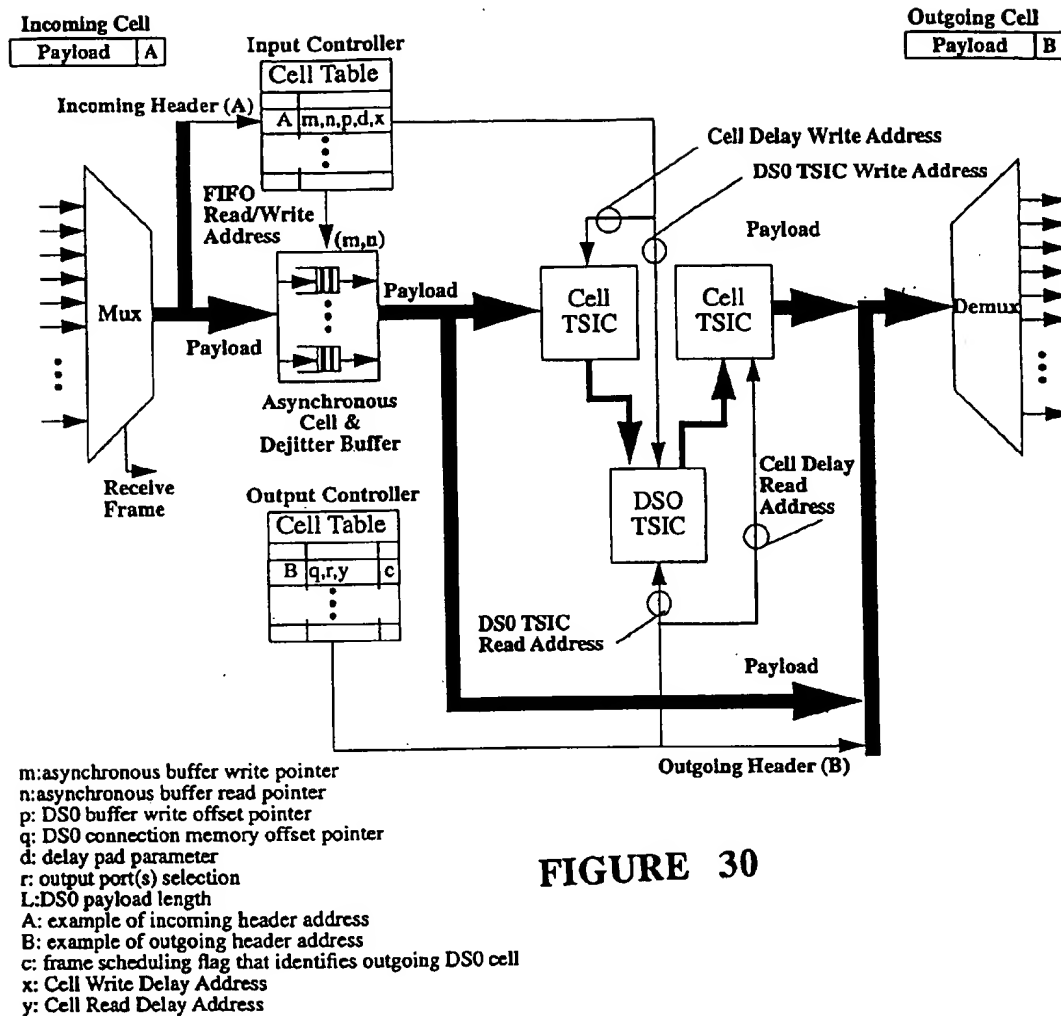 Incoming Cell
Payload A
Outgoing Cell
Payload B
Input Controller
Cell Table
A m,n,p,d,x
Incoming Header (A)
FIFO
Read/Write
Address
(m,n)
Cell Delay Write Address
DS0 TSIC Write Address
Mux
Payload
Payload
Cell
TSIC
Cell
TSIC
Payload
Demux
Asynchronous
Cell &
Dejitter Buffer
Receive
Frame
Output Controller
Cell Table
B q,r,y c
DSO
TSIC
Cell Delay
Read
Address
DS0 TSIC
Read Address
Payload
Outgoing Header (B)
m:asynchronous buffer write pointer
n:asynchronous buffer read pointer
p: DS0 buffer write offset pointer
q: DS0 connection memory offset pointer
d: delay pad parameter
r: output port(s) selection
L:DS0 payload length
A: example of incoming header address
B: example of outgoing header address
c: frame scheduling flag that identifies outgoing DS0 cell
x: Cell Write Delay Address
y: Cell Read Delay Address
FIGURE 30